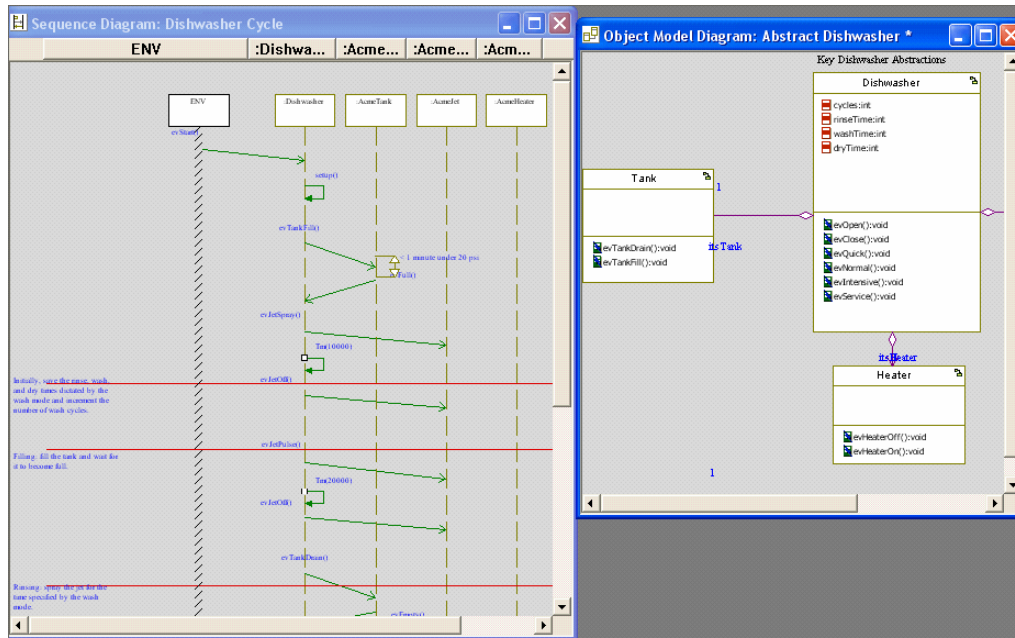 Sequence Diagram: Dishwasher Cycle
ENV :Dishwa... :Acme... :Acme... :Acm...
ENV :Dishwasher :AcmeTank :AcmeJet :AcmeHeater
evStart()
setup()
evTankFill()
< 1 minute under 20 psi
evJetSpray()
Tm(10000)
evJetOff()
Initially, save the rinse, wash,
and dry times dictated by the
wash mode and increment the
number of wash cycles.
evJetPulse()
Filling: fill the tank and wait for
it to become full.
Tm(20000)
evJetOff()
evTankDrain()
Rinsing: spray the jet for the
time specified by the wash
mode.
Object Model Diagram: Abstract Dishwasher *
Key Dishwasher Abstractions
Dishwasher
cycles:int
rinseTime:int
washTime:int
dryTime:int
evOpen():void
evClose():void
evQuick():void
evNormal():void
evIntensive():void
evService():void
Tank
evTankDrain():void
evTankFill():void
1
itsTank
itsHeater
Heater
evHeaterOff():void
evHeaterOn():void
1